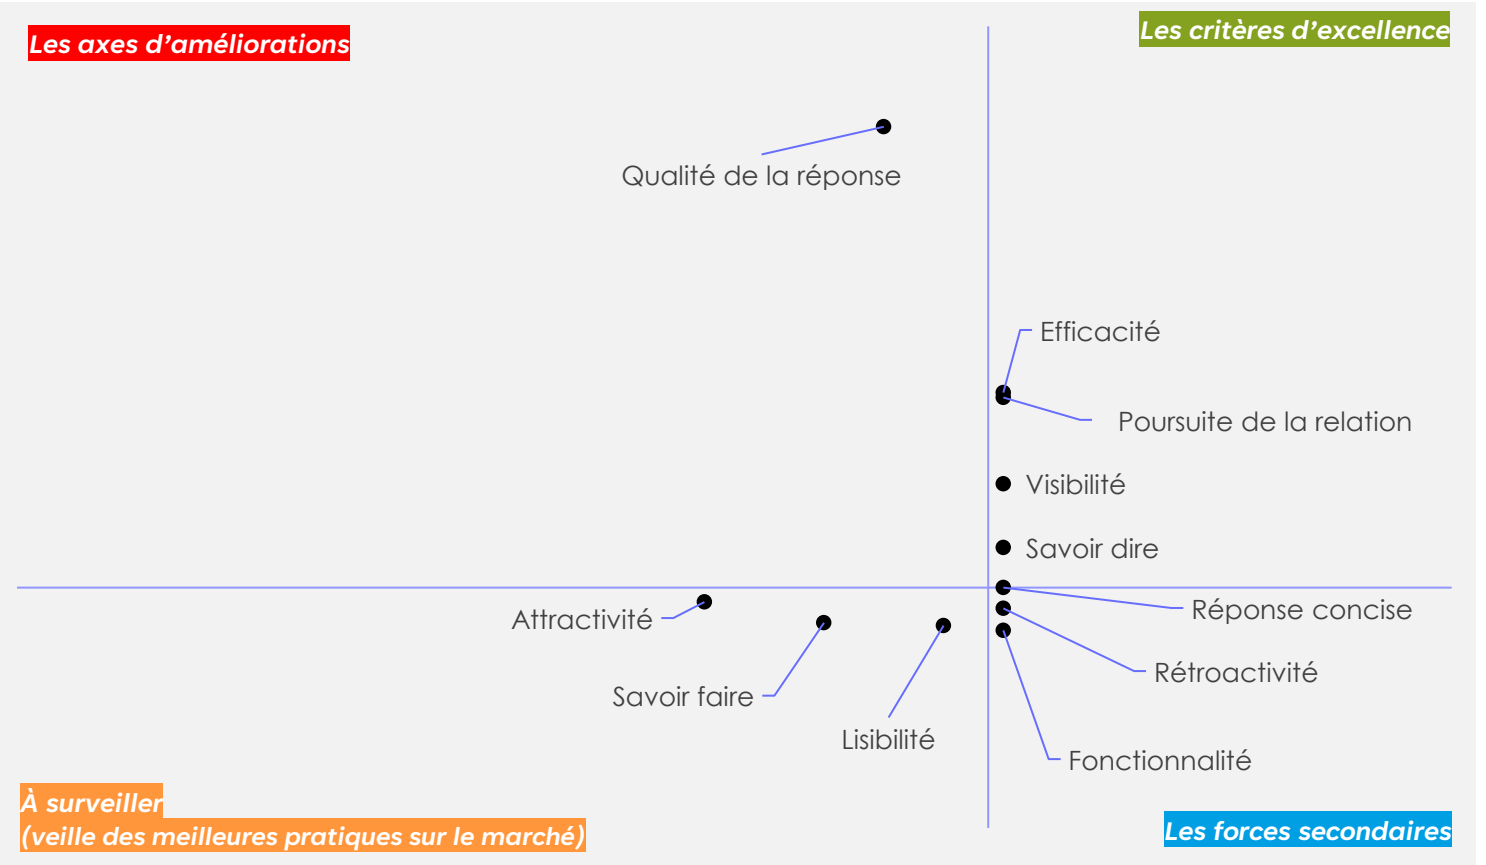 Les axes d’améliorations
Les critères d’excellence
Qualité de la réponse
Efficacité
Poursuite de la relation
Visibilité
Savoir dire
Attractivité
Réponse concise
Rétroactivité
Savoir faire
Lisibilité
Fonctionnalité
À surveiller
(veille des meilleures pratiques sur le marché)
Les forces secondaires